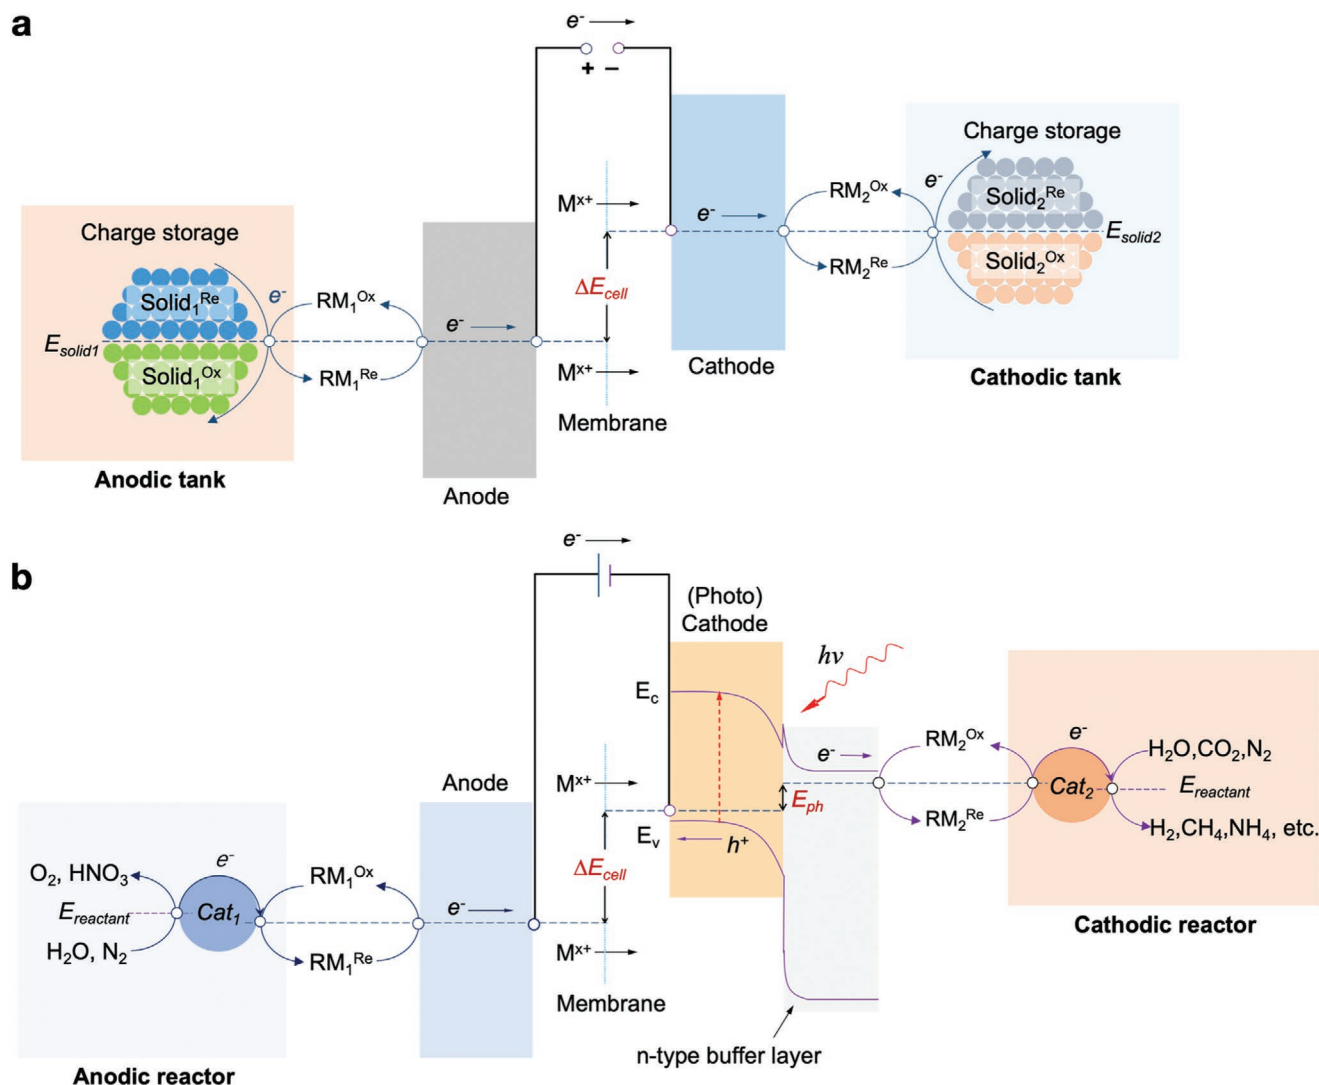 a
e⁻
+ −
Charge storage
Solid₁ᴿᵉ
e⁻
RM₁ᴼˣ
E_solid1
Solid₁ᴼˣ
RM₁ᴿᵉ
Anodic tank
e⁻
Anode
Mˣ⁺
ΔE_cell
Mˣ⁺
Membrane
e⁻
Cathode
RM₂ᴼˣ
RM₂ᴿᵉ
Charge storage
e⁻
Solid₂ᴿᵉ
E_solid2
Solid₂ᴼˣ
Cathodic tank
b
e⁻
(Photo)
Cathode
hν
E_c
E_v
h⁺
E_ph
e⁻
Anode
e⁻
Mˣ⁺
ΔE_cell
Mˣ⁺
Membrane
n-type buffer layer
O₂, HNO₃
E_reactant
H₂O, N₂
e⁻
Cat₁
RM₁ᴼˣ
RM₁ᴿᵉ
Anodic reactor
RM₂ᴼˣ
RM₂ᴿᵉ
e⁻
Cat₂
H₂O,CO₂,N₂
E_reactant
H₂,CH₄,NH₄, etc.
Cathodic reactor